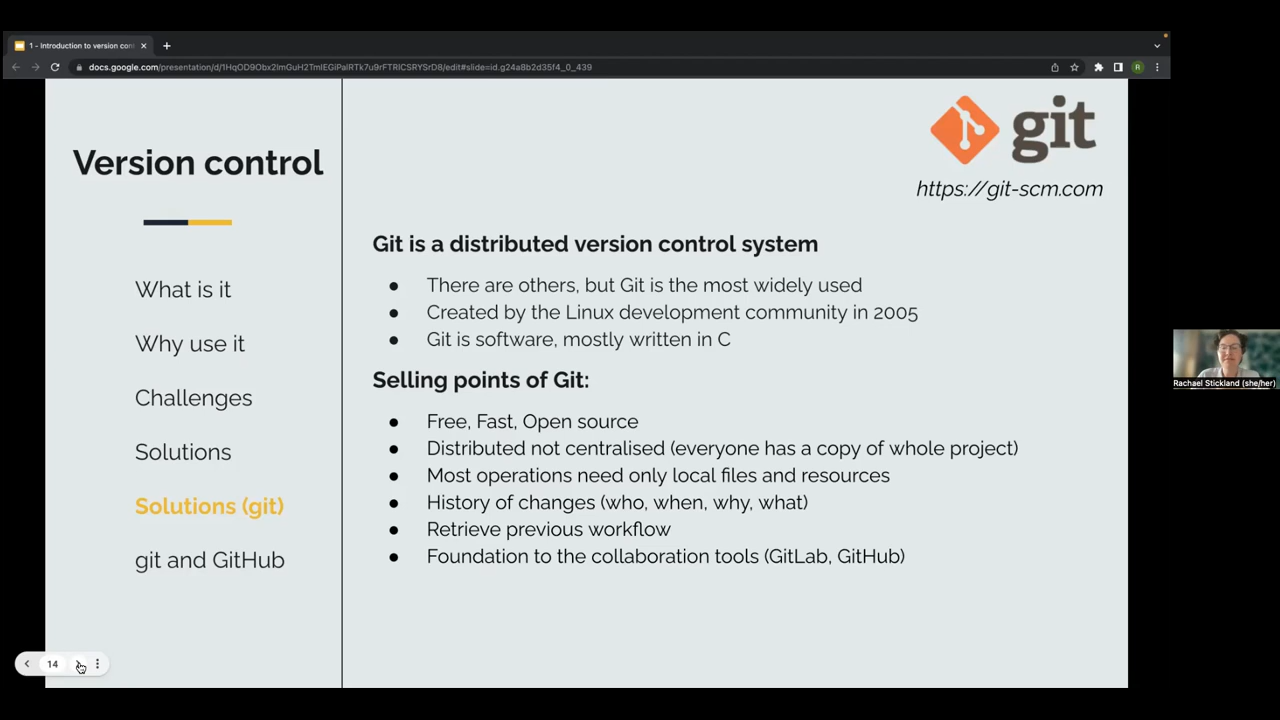 1 - Introduction to version con
docs.google.com/presentation/d/1HqOD9Obx2lmGuH2TmIEGiPalRTk7u9rFTRICSRYSrD8/edit#slide=id.g24a8b2d35f4_0_439
R
git
https://git-scm.com
Version control
What is it
Why use it
Challenges
Solutions
Solutions (git)
git and GitHub
Git is a distributed version control system
● There are others, but Git is the most widely used
● Created by the Linux development community in 2005
● Git is software, mostly written in C
Selling points of Git:
● Free, Fast, Open source
● Distributed not centralised (everyone has a copy of whole project)
● Most operations need only local files and resources
● History of changes (who, when, why, what)
● Retrieve previous workflow
● Foundation to the collaboration tools (GitLab, GitHub)
14
Rachael Stickland (she/her)